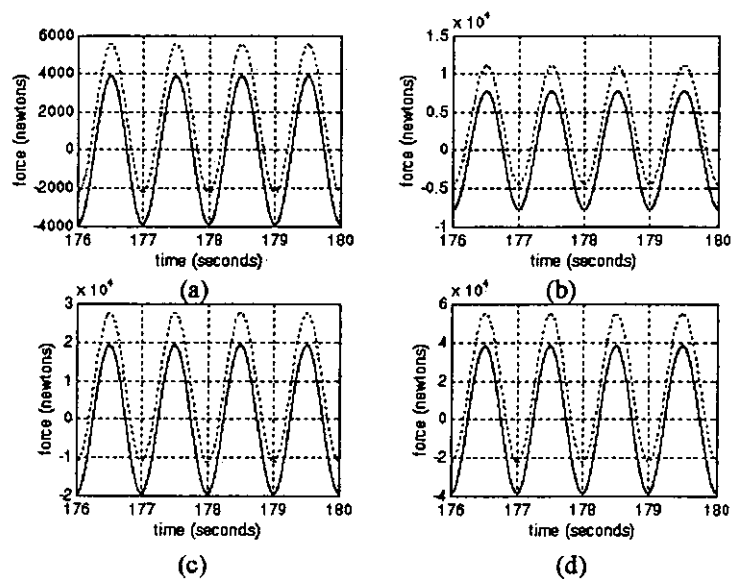 6000
4000
2000
0
-2000
-4000
force (newtons)
176 177 178 179 180
time (seconds)
(a)
× 10⁴
1.5
1
0.5
0
-0.5
-1
force (newtons)
176 177 178 179 180
time (seconds)
(b)
× 10⁴
3
2
1
0
-1
-2
force (newtons)
176 177 178 179 180
time (seconds)
(c)
× 10⁴
6
4
2
0
-2
-4
force (newtons)
176 177 178 179 180
time (seconds)
(d)